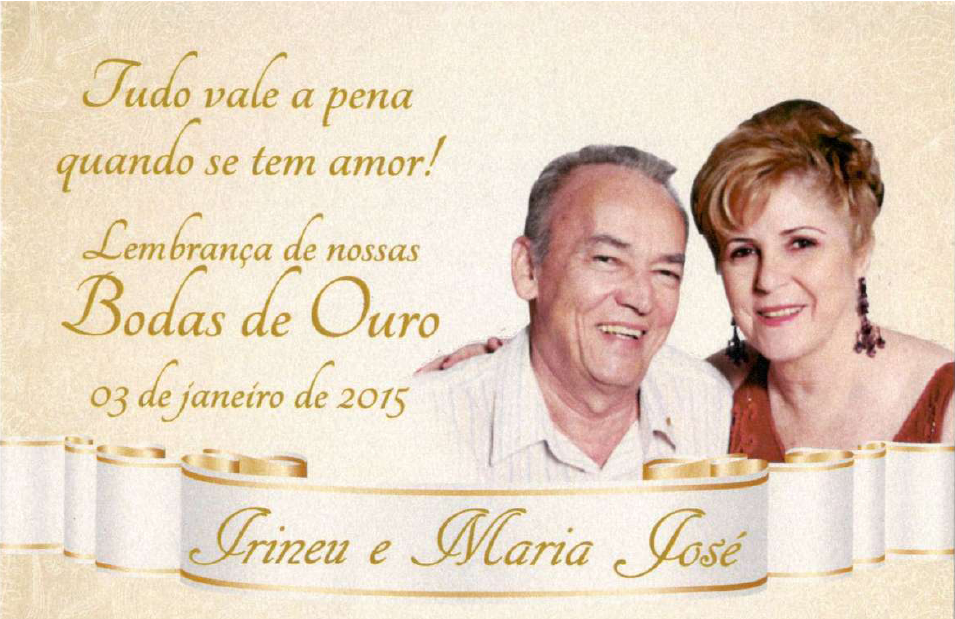 Tudo vale a pena
quando se tem amor!
Lembrança de nossas
Bodas de Ouro
03 de janeiro de 2015
Irineu e Maria José